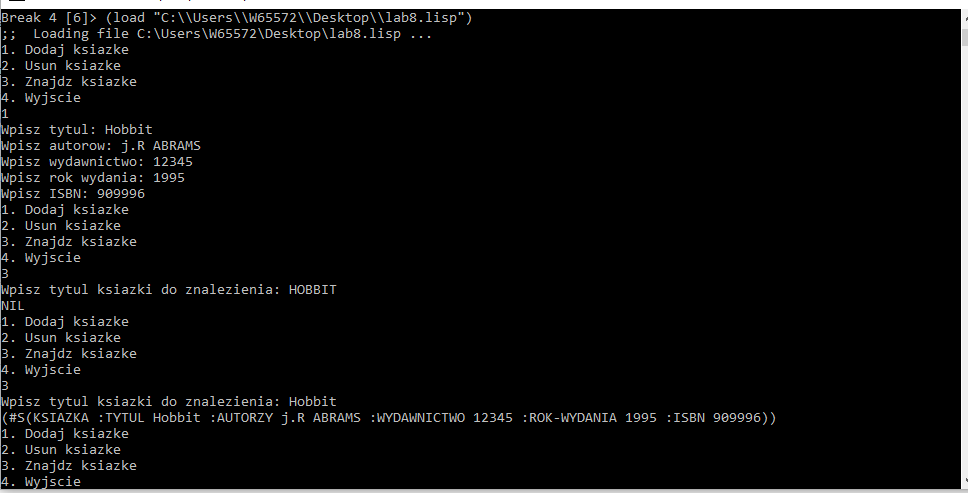 Break 4 [6]> (load "C:\\Users\\W65572\\Desktop\\lab8.lisp")
;;  Loading file C:\Users\W65572\Desktop\lab8.lisp ...
1. Dodaj ksiazke
2. Usun ksiazke
3. Znajdz ksiazke
4. Wyjscie
1
Wpisz tytul: Hobbit
Wpisz autorow: j.R ABRAMS
Wpisz wydawnictwo: 12345
Wpisz rok wydania: 1995
Wpisz ISBN: 909996
1. Dodaj ksiazke
2. Usun ksiazke
3. Znajdz ksiazke
4. Wyjscie
3
Wpisz tytul ksiazki do znalezienia: HOBBIT
NIL
1. Dodaj ksiazke
2. Usun ksiazke
3. Znajdz ksiazke
4. Wyjscie
3
Wpisz tytul ksiazki do znalezienia: Hobbit
(#S(KSIAZKA :TYTUL Hobbit :AUTORZY j.R ABRAMS :WYDAWNICTWO 12345 :ROK-WYDANIA 1995 :ISBN 909996))
1. Dodaj ksiazke
2. Usun ksiazke
3. Znajdz ksiazke
4. Wyjscie